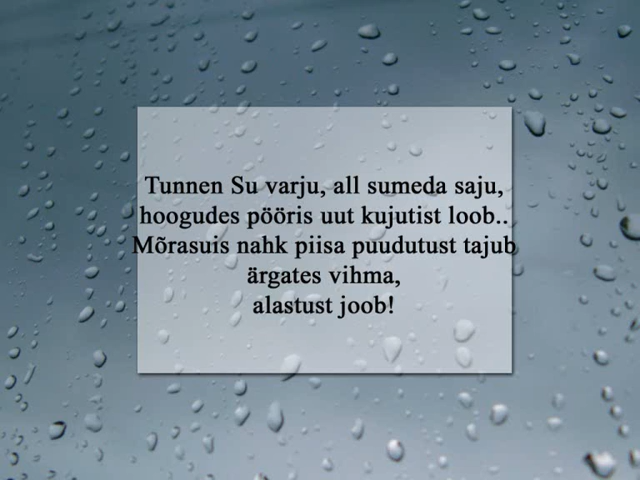 Tunnen Su varju, all sumeda saju,
hoogudes pööris uut kujutist loob..
Mõrasuis nahk piisa puudutust tajub
ärgates vihma,
alastust joob!